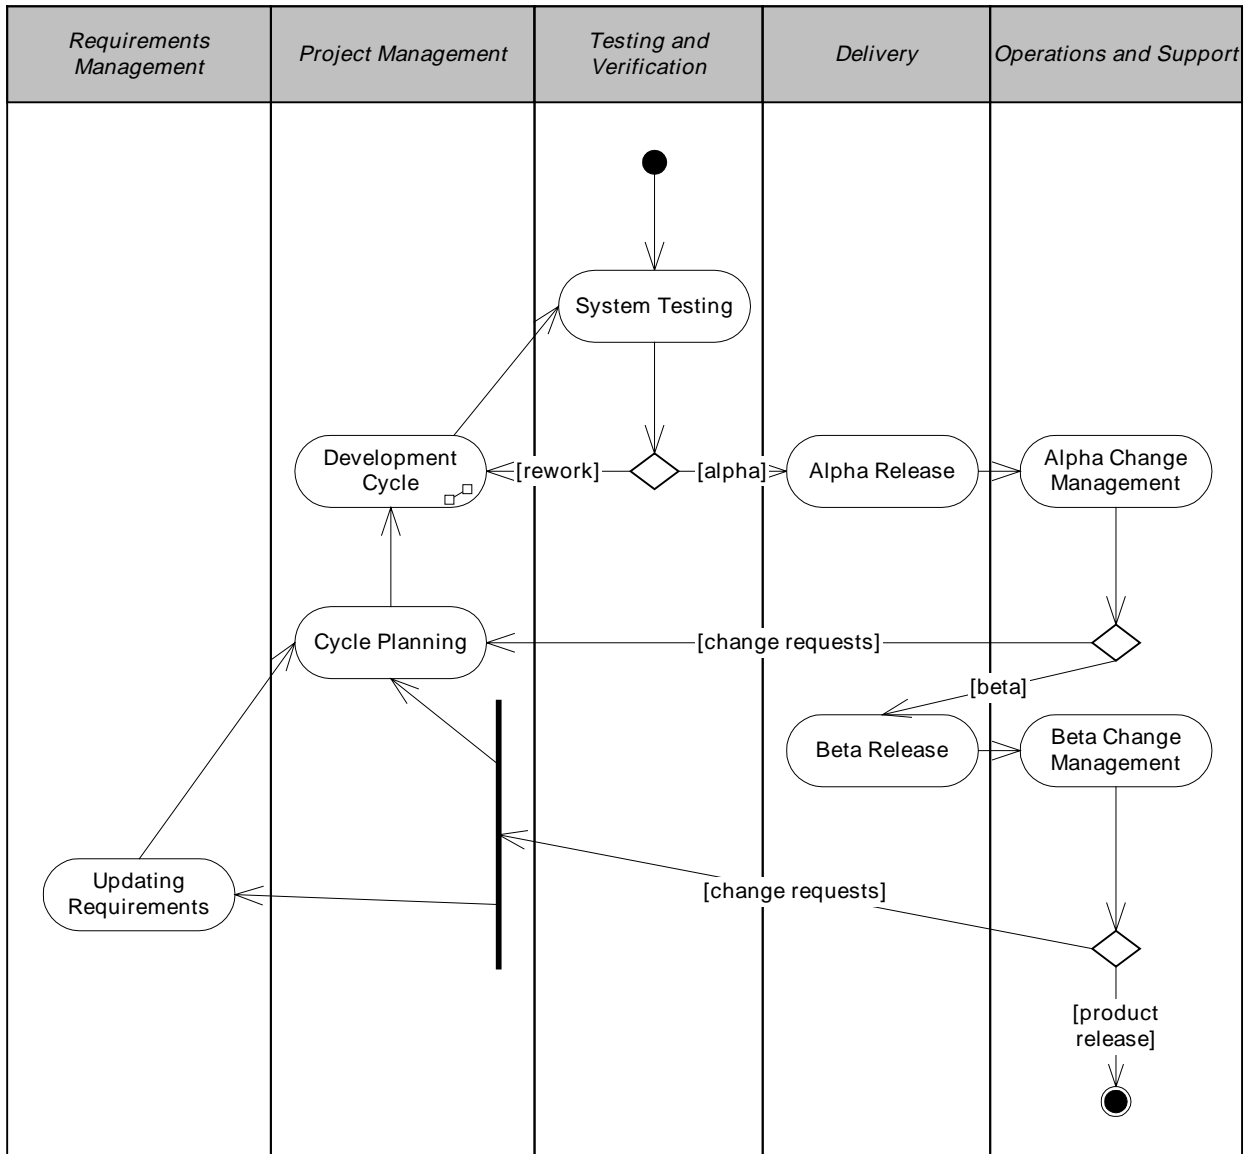 Requirements
Management
Project Management
Testing and
Verification
Delivery
Operations and Support
System Testing
Development
Cycle
[rework]
[alpha]
Alpha Release
Alpha Change
Management
Cycle Planning
[change requests]
[beta]
Beta Release
Beta Change
Management
Updating
Requirements
[change requests]
[product
release]